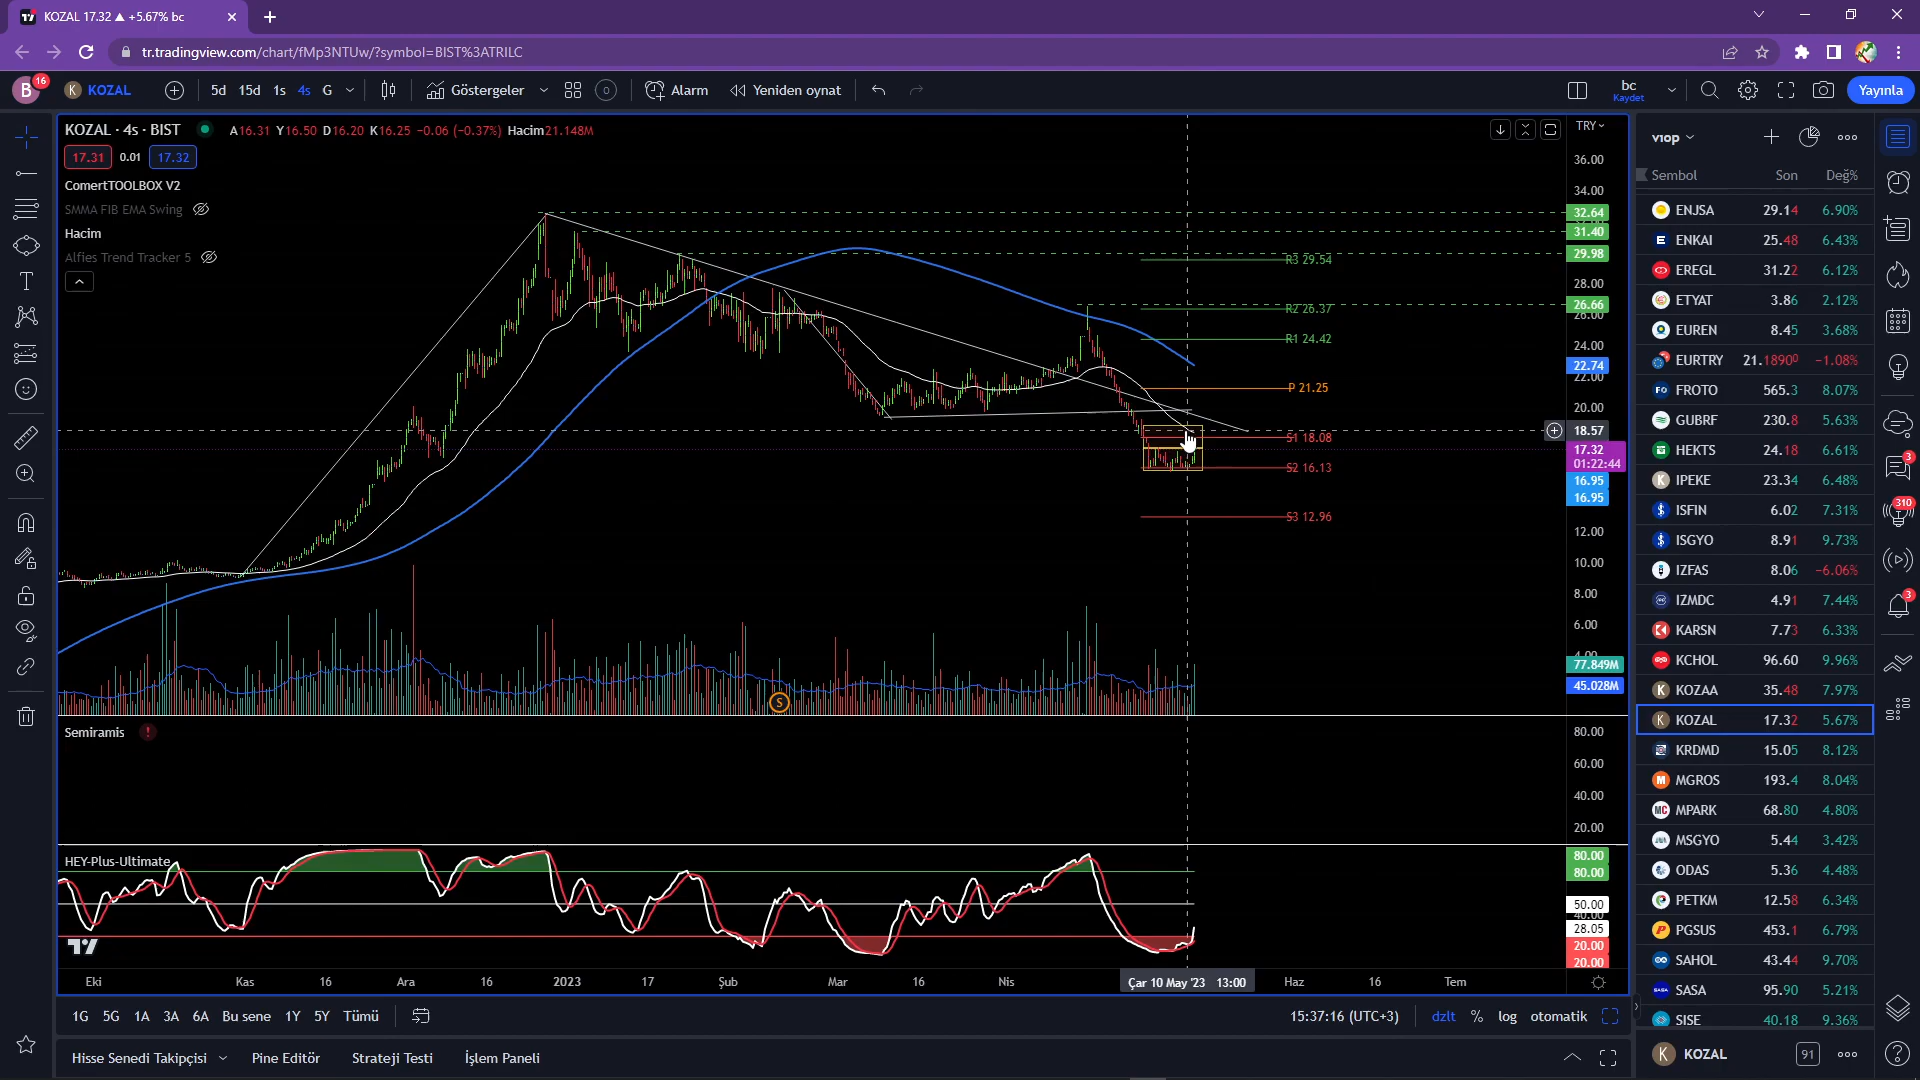 KOZAL 17.32 ▲ +5.67% bc
tr.tradingview.com/chart/fMp3NTUw/?symbol=BIST%3ATRILC
B 16 K KOZAL 5d 15d 1s 4s G Göstergeler Alarm Yeniden oynat bc Kaydet Yayınla
KOZAL · 4s · BIST A16.31 Y16.50 D16.20 K16.25 -0.06 (-0.37%) Hacim21.148M
17.31 0.01 17.32
ComertTOOLBOX V2
SMMA FIB EMA Swing
Hacim
Alfies Trend Tracker 5
TRY
36.00
34.00
32.64
31.40
29.98
28.00
26.66
26.00
24.00
22.74
22.00
20.00
18.57
17.32
01:22:44
16.95
16.95
12.00
10.00
8.00
6.00
4.00
77.849M
45.028M
R3 29.54
R2 26.37
R1 24.42
P 21.25
S1 18.08
S2 16.13
S3 12.96
S
Semiramis !
80.00
60.00
40.00
20.00
HEY-Plus-Ultimate
80.00
80.00
50.00
40.00
28.05
20.00
20.00
Eki Kas 16 Ara 16 2023 17 Şub Mar 16 Nis Çar 10 May '23 13:00 Haz 16 Tem
1G 5G 1A 3A 6A Bu sene 1Y 5Y Tümü 15:37:16 (UTC+3) dzlt % log otomatik
Hisse Senedi Takipçisi Pine Editör Strateji Testi İşlem Paneli
VIOP
Sembol Son Değ%
ENJSA 29.14 6.90%
ENKAI 25.48 6.43%
EREGL 31.22 6.12%
ETYAT 3.86 2.12%
EUREN 8.45 3.68%
EURTRY 21.1890 −1.08%
FROTO 565.3 8.07%
GUBRF 230.8 5.63%
HEKTS 24.18 6.61%
IPEKE 23.34 6.48%
ISFIN 6.02 7.31%
ISGYO 8.91 9.73%
IZFAS 8.06 −6.06%
IZMDC 4.91 7.44%
KARSN 7.73 6.33%
KCHOL 96.60 9.96%
KOZAA 35.48 7.97%
KOZAL 17.32 5.67%
KRDMD 15.05 8.12%
MGROS 193.4 8.04%
MPARK 68.80 4.80%
MSGYO 5.44 3.42%
ODAS 5.36 4.48%
PETKM 12.58 6.34%
PGSUS 453.1 6.79%
SAHOL 43.44 9.70%
SASA 95.90 5.21%
SISE 40.18 9.36%
K KOZAL 91
3
310
3